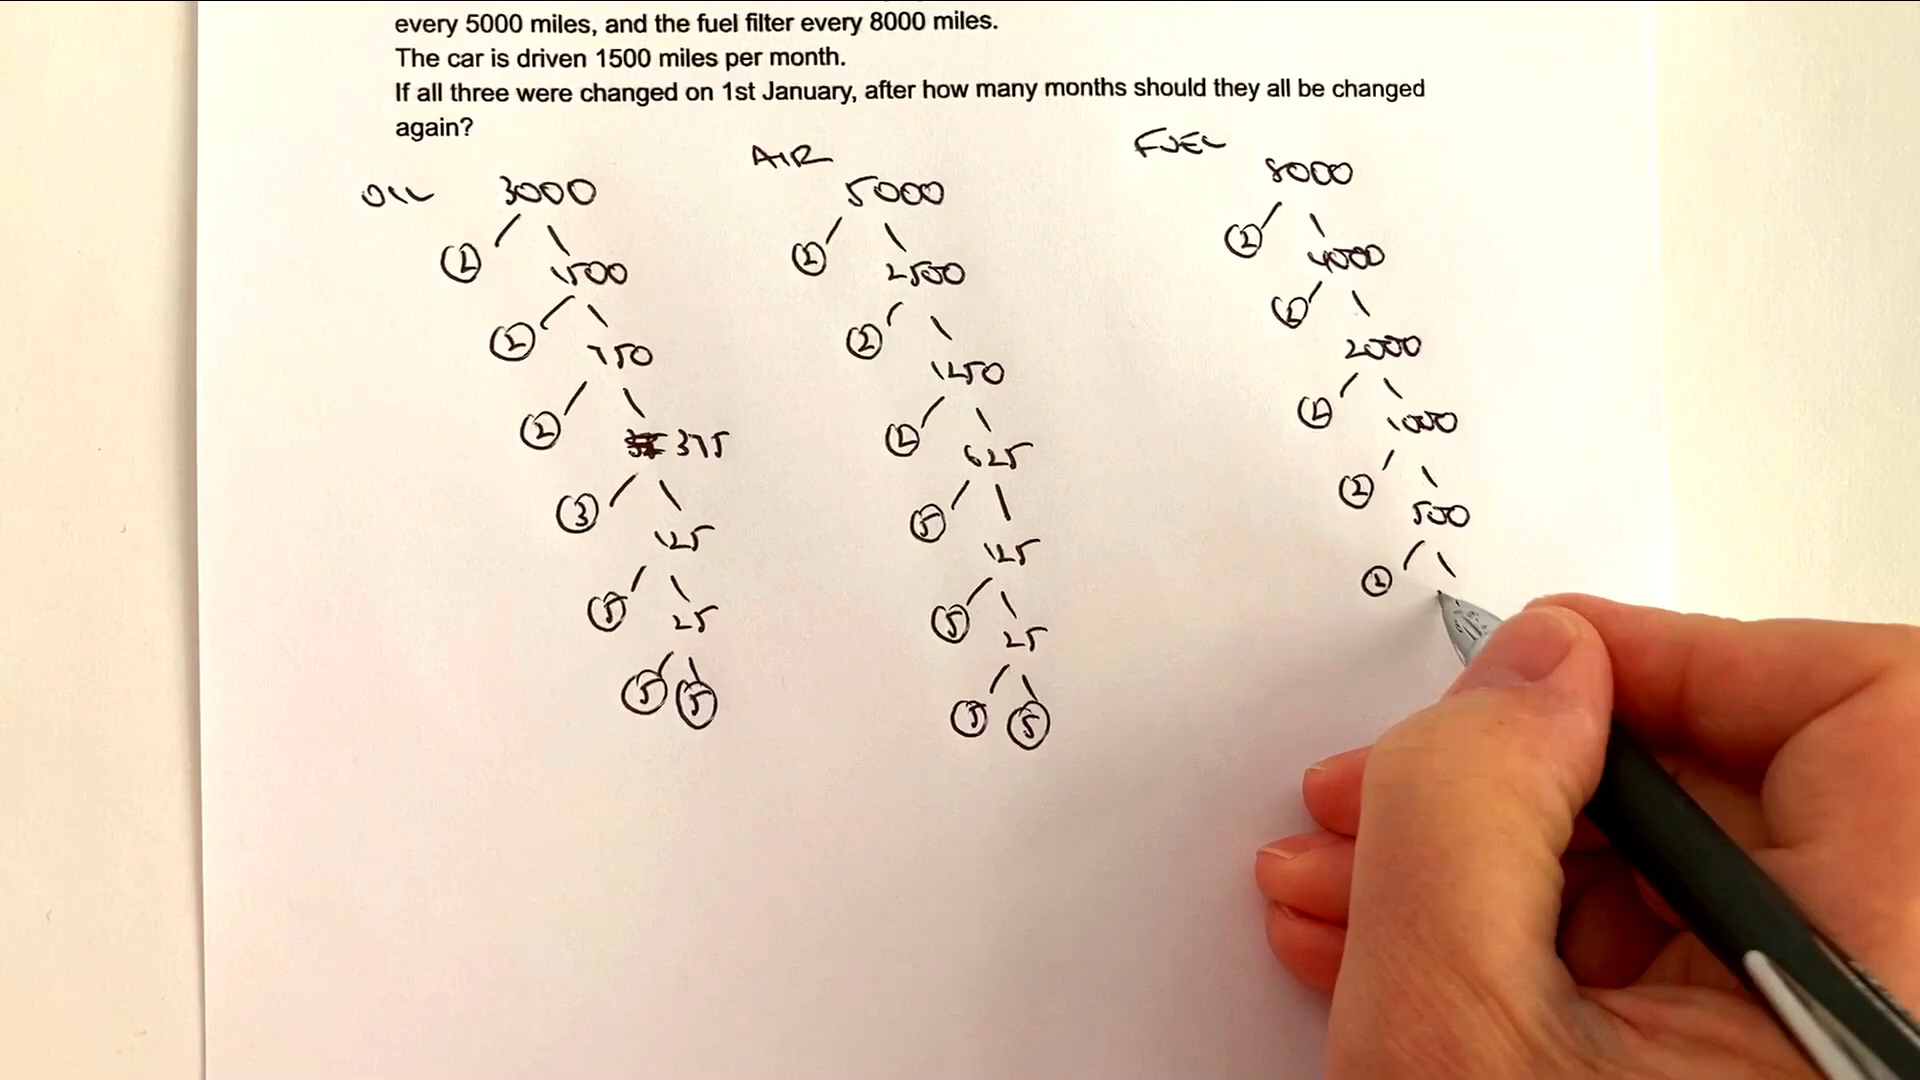 every 5000 miles, and the fuel filter every 8000 miles.
The car is driven 1500 miles per month.
If all three were changed on 1st January, after how many months should they all be changed
again?
OIL 3000
2 1500
2 750
2 375
3 125
5 25
5 5
AIR
5000
2 2500
2 1250
2 625
5 125
5 25
5 5
FUEL
8000
2 4000
2 2000
2 1000
2 500
2